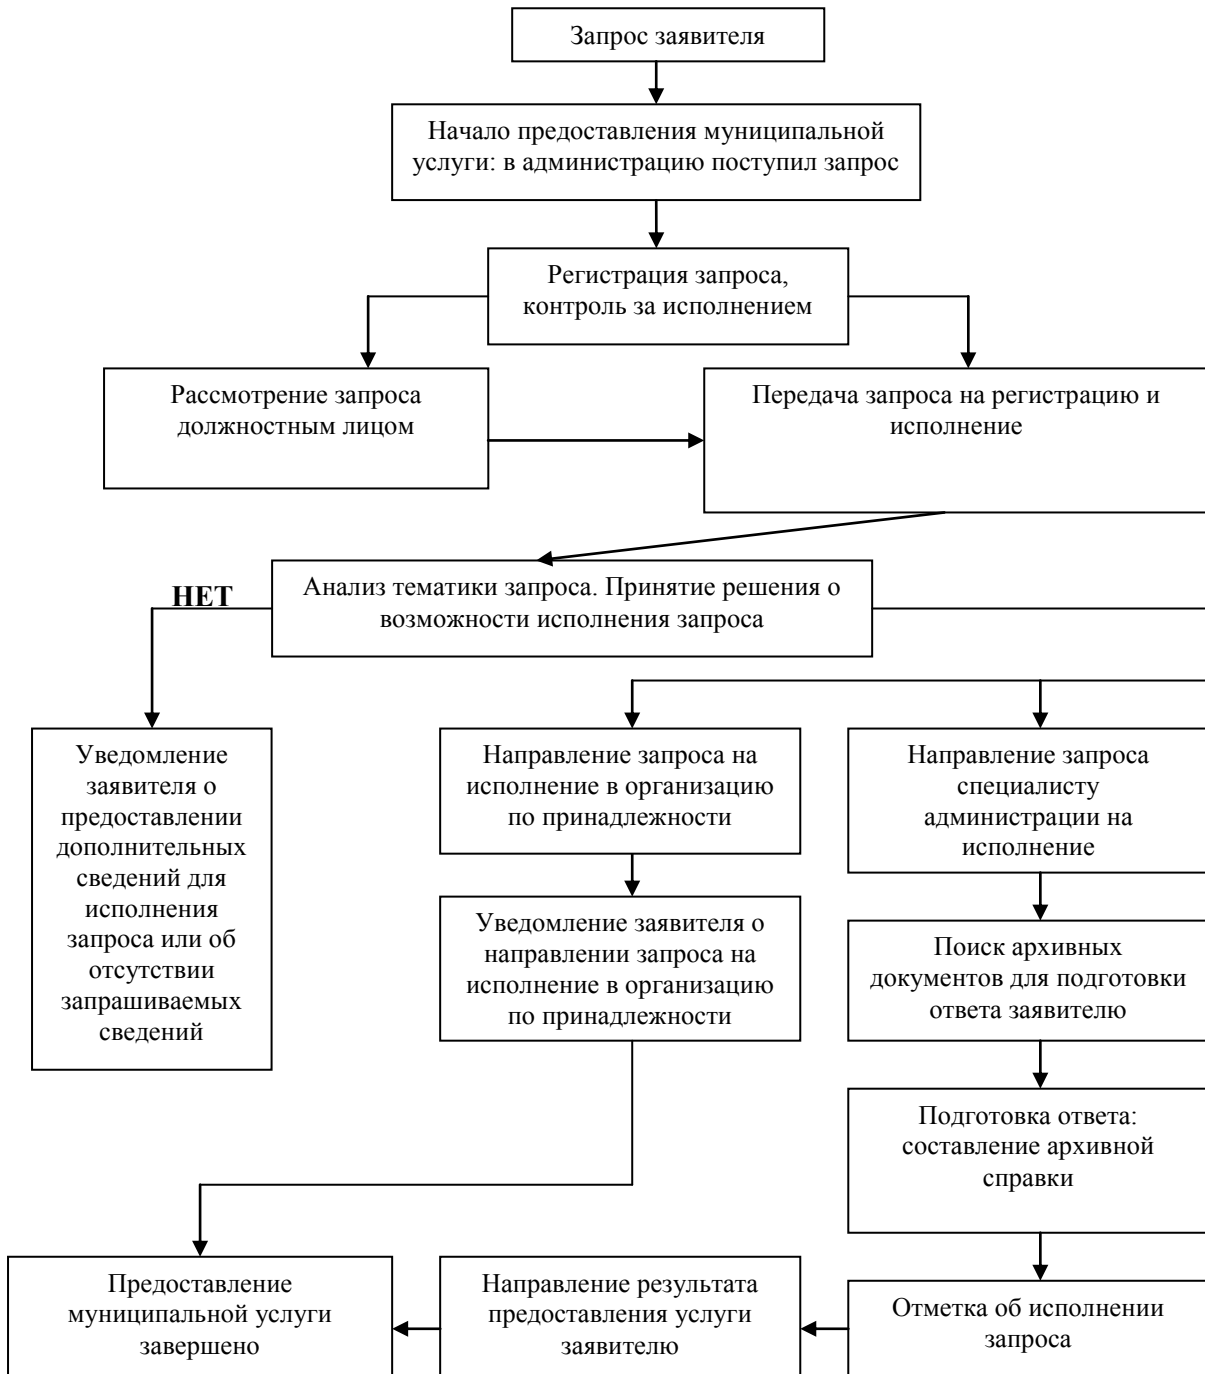 Запрос заявителя
Начало предоставления муниципальной
услуги: в администрацию поступил запрос
Регистрация запроса,
контроль за исполнением
Рассмотрение запроса
должностным лицом
Передача запроса на регистрацию и
исполнение
НЕТ
Анализ тематики запроса. Принятие решения о
возможности исполнения запроса
Уведомление
заявителя о
предоставлении
дополнительных
сведений для
исполнения
запроса или об
отсутствии
запрашиваемых
сведений
Направление запроса на
исполнение в организацию
по принадлежности
Направление запроса
специалисту
администрации на
исполнение
Уведомление заявителя о
направлении запроса на
исполнение в организацию
по принадлежности
Поиск архивных
документов для подготовки
ответа заявителю
Подготовка ответа:
составление архивной
справки
Предоставление
муниципальной услуги
завершено
Направление результата
предоставления услуги
заявителю
Отметка об исполнении
запроса